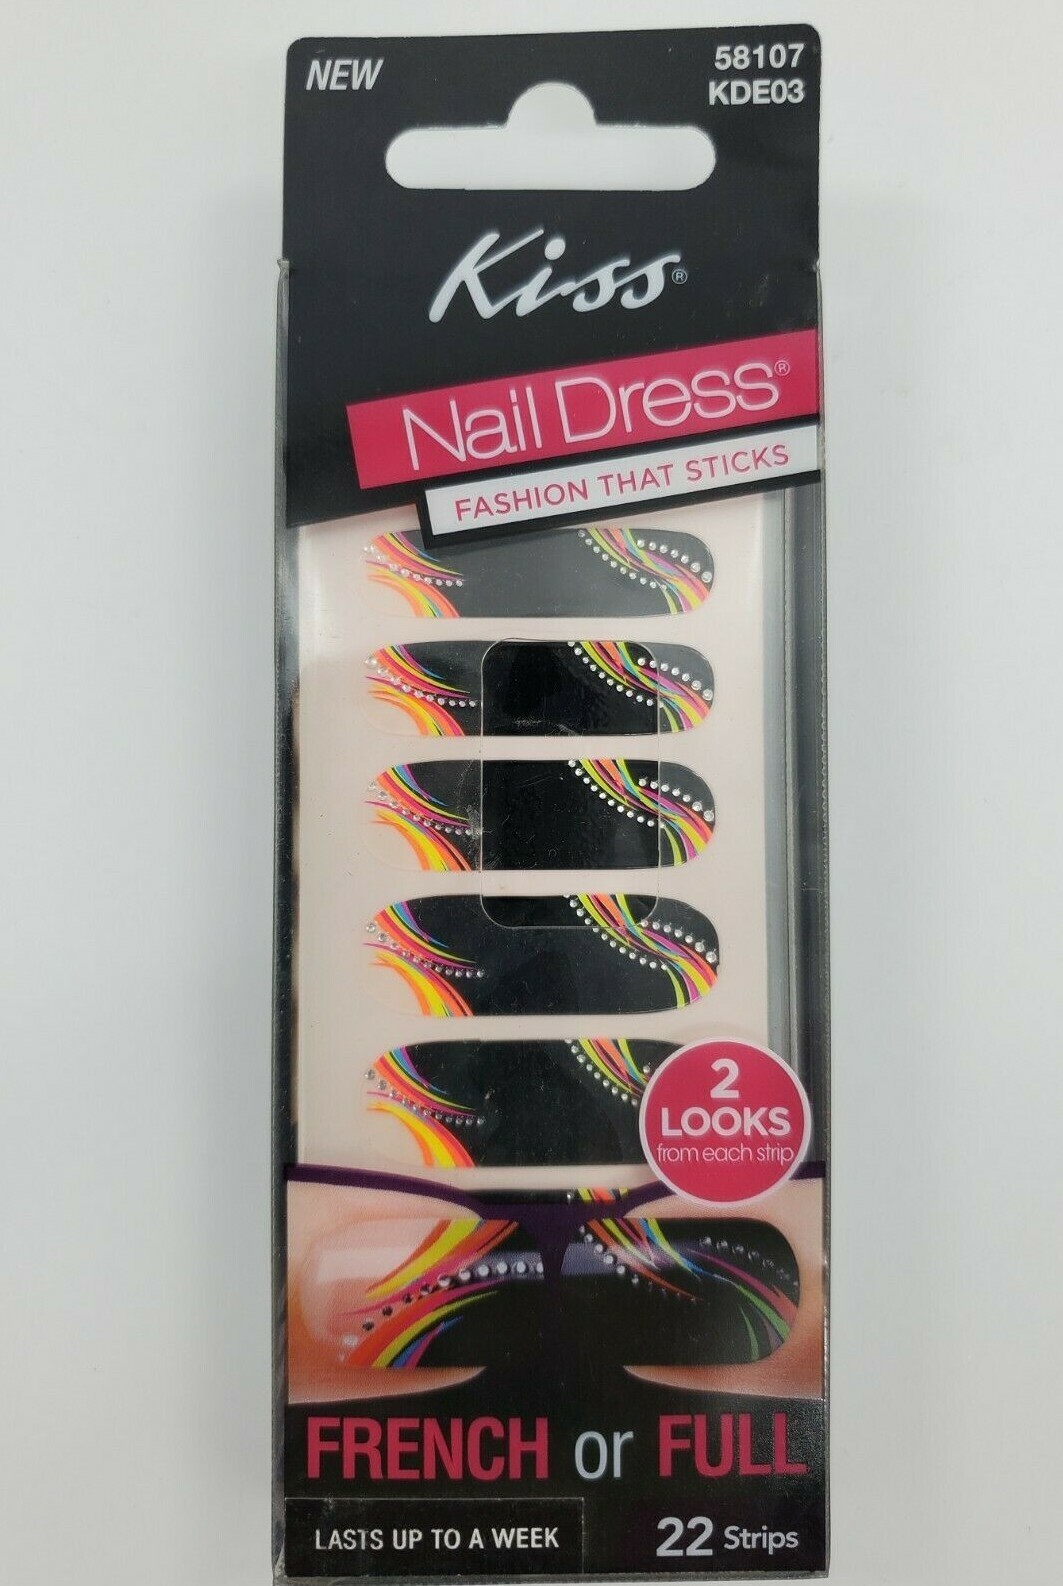 NEW
58107
KDE03
Kiss®
Nail Dress®
FASHION THAT STICKS
2
LOOKS
from each strip
FRENCH or FULL
LASTS UP TO A WEEK
22 Strips